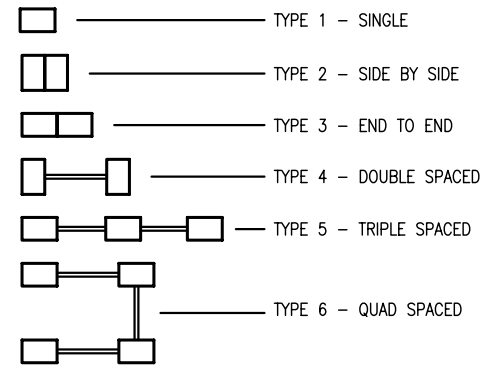 TYPE 1 – SINGLE
TYPE 2 – SIDE BY SIDE
TYPE 3 – END TO END
TYPE 4 – DOUBLE SPACED
TYPE 5 – TRIPLE SPACED
TYPE 6 – QUAD SPACED